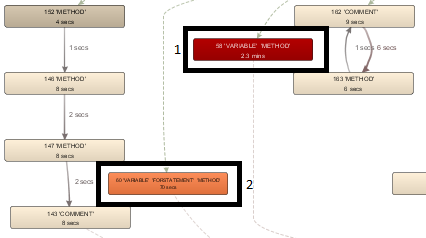 152 'METHOD'
4 secs
162 'COMMENT'
9 secs
1
58 'VARIABLE' 'METHOD'
2.3 mins
1 secs
1 secs
6 secs
146 'METHOD'
8 secs
163 'METHOD'
6 secs
2 secs
147 'METHOD'
8 secs
2 secs
60 'VARIABLE' 'FORSTATEMENT' 'METHOD'
70 secs
2
143 'COMMENT'
8 secs